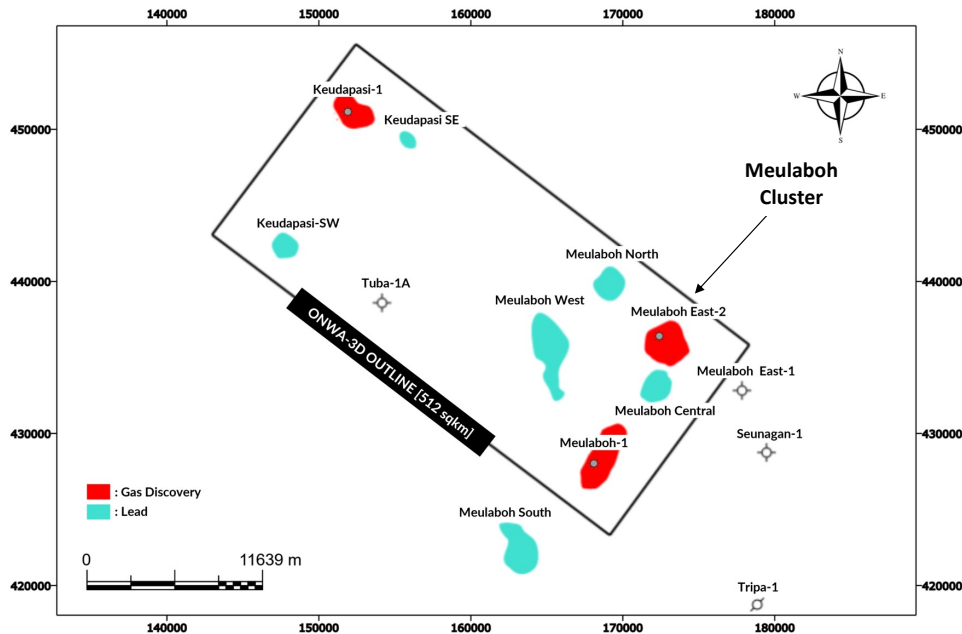 140000 150000 160000 170000 180000
N
W E
S
450000 450000
Keudapasi-1
Keudapasi SE
Meulaboh
Cluster
Keudapasi-SW
Meulaboh North
440000 440000
Tuba-1A
Meulaboh West
Meulaboh East-2
ONWA-3D OUTLINE [512 sqkm]
Meulaboh East-1
Meulaboh Central
430000 430000
Seunagan-1
Meulaboh-1
: Gas Discovery
: Lead
Meulaboh South
0 11639 m
420000 420000
Tripa-1
140000 150000 160000 170000 180000